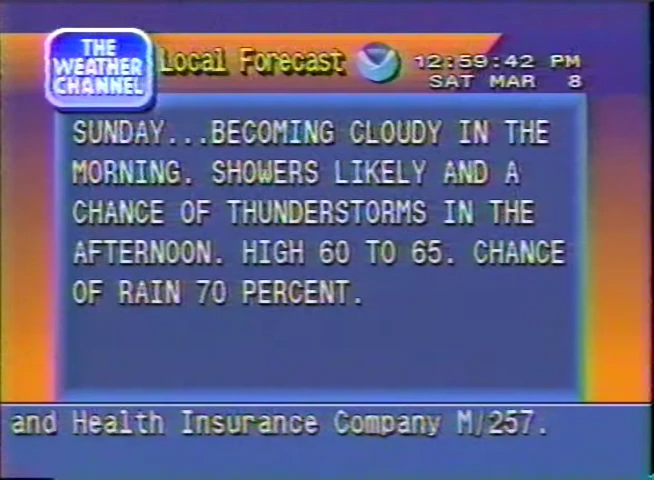 THE
WEATHER
CHANNEL
Local Forecast
12:59:42 PM
SAT MAR 8
SUNDAY...BECOMING CLOUDY IN THE
MORNING. SHOWERS LIKELY AND A
CHANCE OF THUNDERSTORMS IN THE
AFTERNOON. HIGH 60 TO 65. CHANCE
OF RAIN 70 PERCENT.
and Health Insurance Company M/257.